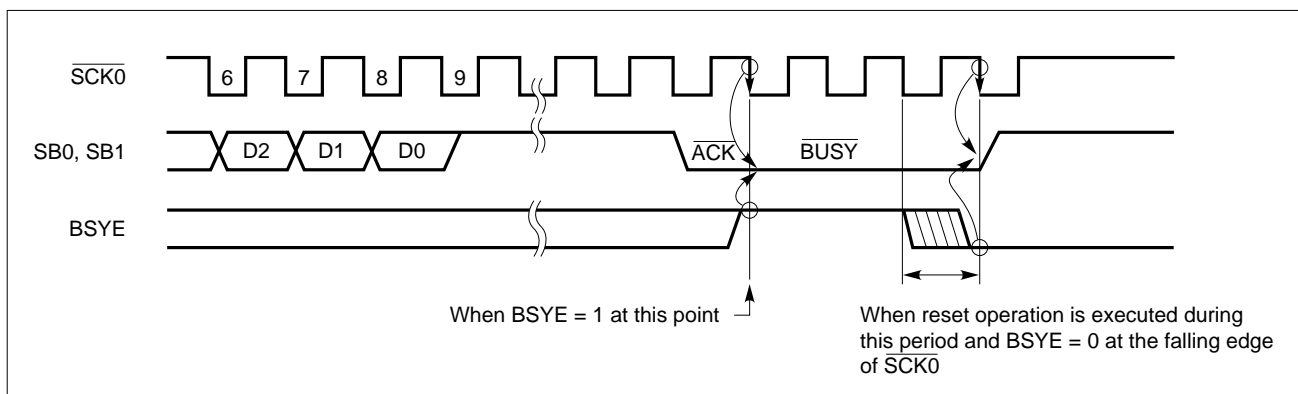 SCK0 6 7 8 9
SB0, SB1 D2 D1 D0 ACK BUSY
BSYE
When BSYE = 1 at this point
When reset operation is executed during
this period and BSYE = 0 at the falling edge
of SCK0